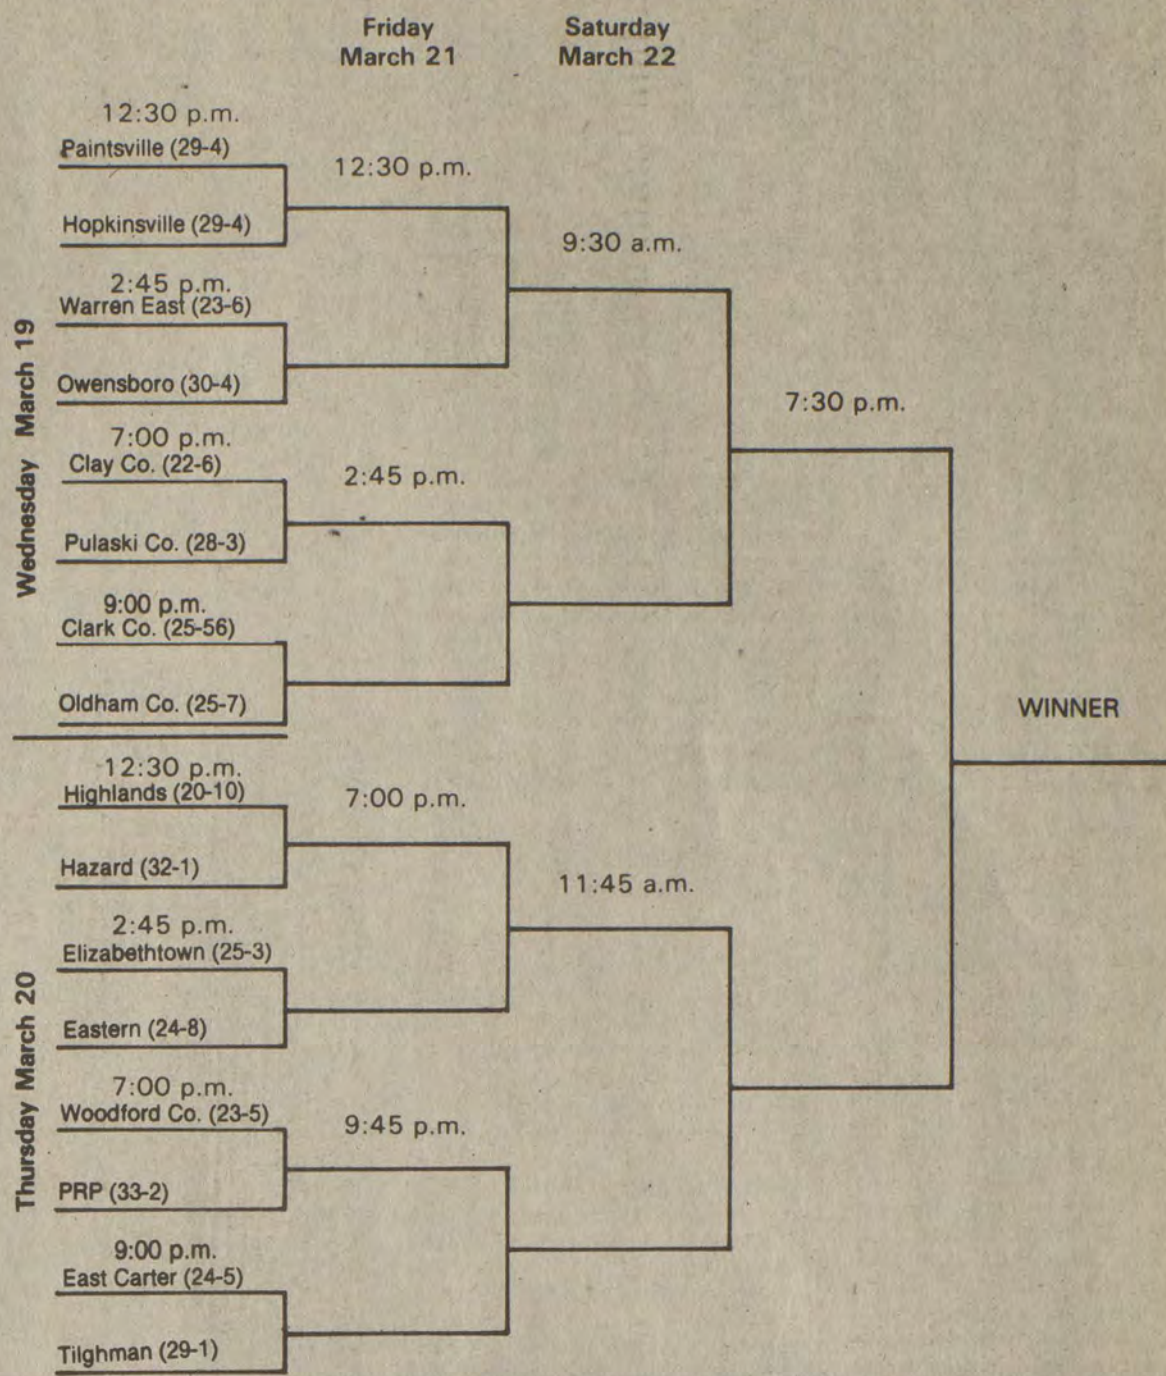 Friday
March 21
Saturday
March 22
Wednesday March 19
12:30 p.m.
Paintsville (29-4)
Hopkinsville (29-4)
2:45 p.m.
Warren East (23-6)
Owensboro (30-4)
7:00 p.m.
Clay Co. (22-6)
Pulaski Co. (28-3)
9:00 p.m.
Clark Co. (25-56)
Oldham Co. (25-7)
Thursday March 20
12:30 p.m.
Highlands (20-10)
Hazard (32-1)
2:45 p.m.
Elizabethtown (25-3)
Eastern (24-8)
7:00 p.m.
Woodford Co. (23-5)
PRP (33-2)
9:00 p.m.
East Carter (24-5)
Tilghman (29-1)
12:30 p.m.
2:45 p.m.
7:00 p.m.
9:45 p.m.
9:30 a.m.
11:45 a.m.
7:30 p.m.
WINNER